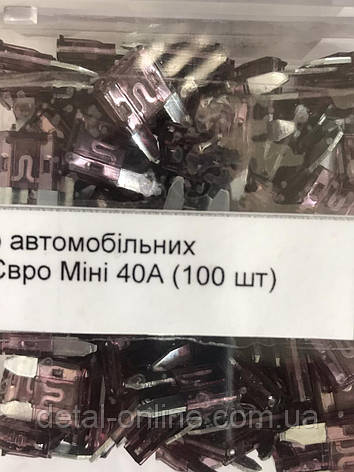 ) автомобільних
Євро Міні 40А (100 шт)
detal-online.com.ua